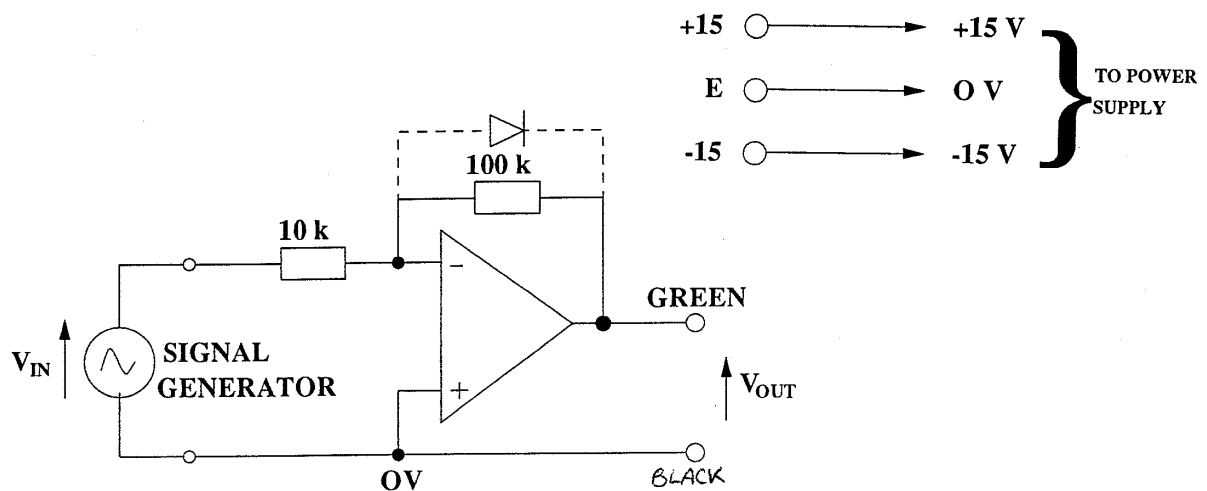 +15 +15 V
E O V
-15 -15 V
TO POWER
SUPPLY
100 k
10 k
−
+
GREEN
V_IN
SIGNAL
GENERATOR
V_OUT
OV
BLACK